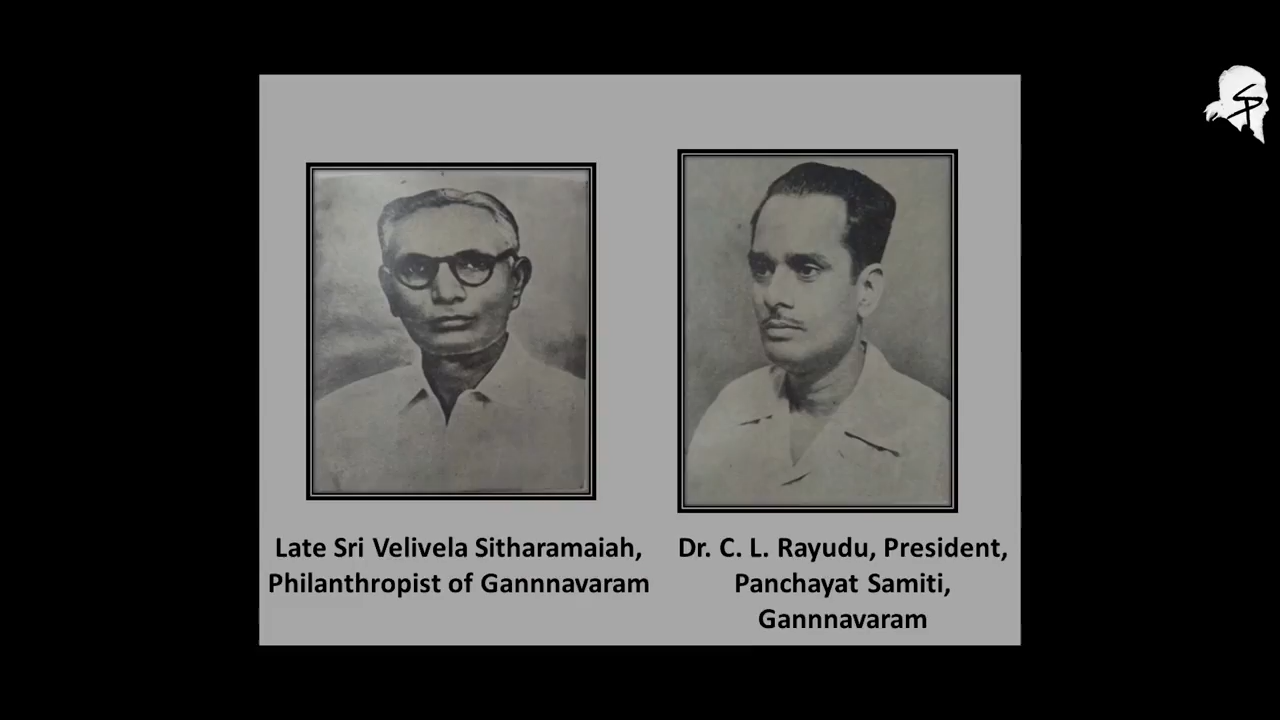 Late Sri Velivela Sitharamaiah,
Philanthropist of Gannnavaram
Dr. C. L. Rayudu, President,
Panchayat Samiti,
Gannnavaram